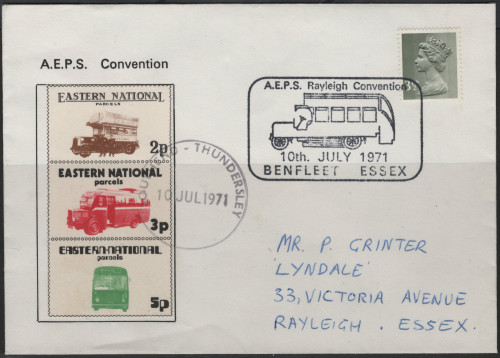 A.E.P.S. Convention
EASTERN NATIONAL
PARCELS
2p
EASTERN NATIONAL
parcels
3p
EASTERN-NATIONAL
parcels
5p
THUNDERSLEY
10 JUL 1971
A.E.P.S. Rayleigh Convention
10th. JULY 1971
BENFLEET ESSEX
MR. P. GRINTER
'LYNDALE'
33, VICTORIA AVENUE
RAYLEIGH. ESSEX.